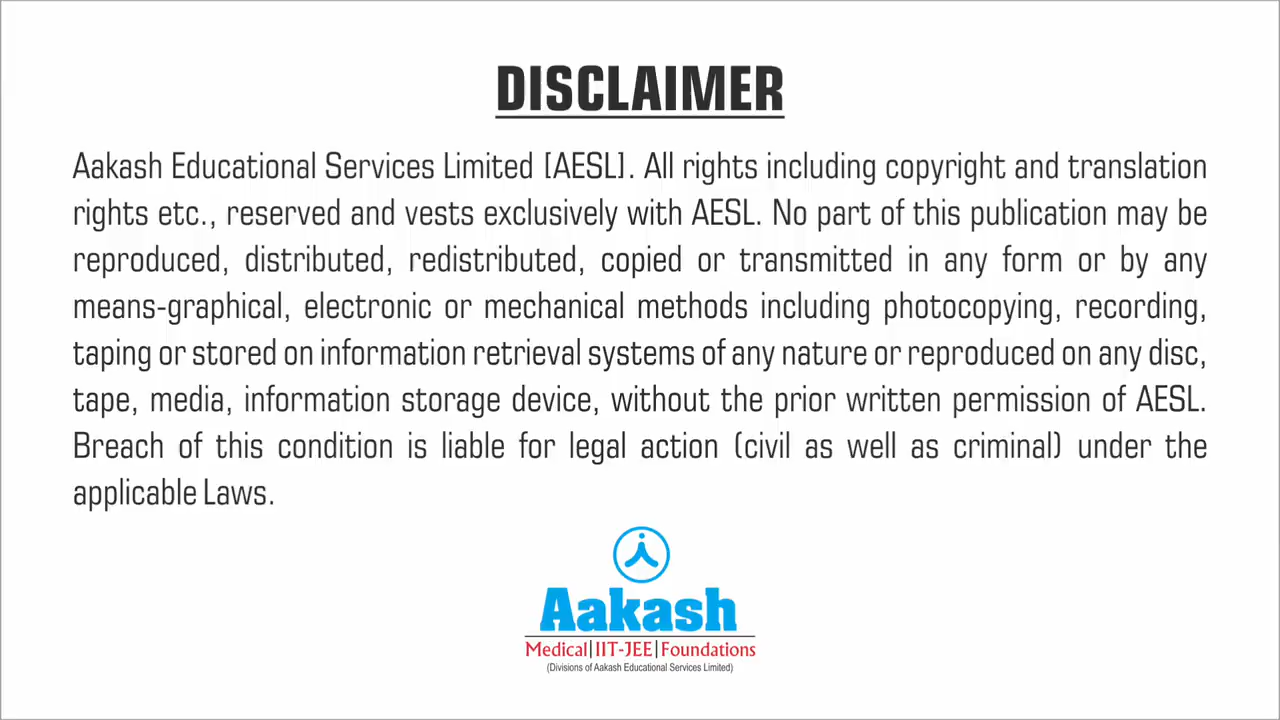 DISCLAIMER
Aakash Educational Services Limited [AESL]. All rights including copyright and translation
rights etc., reserved and vests exclusively with AESL. No part of this publication may be
reproduced, distributed, redistributed, copied or transmitted in any form or by any
means-graphical, electronic or mechanical methods including photocopying, recording,
taping or stored on information retrieval systems of any nature or reproduced on any disc,
tape, media, information storage device, without the prior written permission of AESL.
Breach of this condition is liable for legal action (civil as well as criminal) under the
applicable Laws.
Aakash
Medical|IIT-JEE|Foundations
(Divisions of Aakash Educational Services Limited)